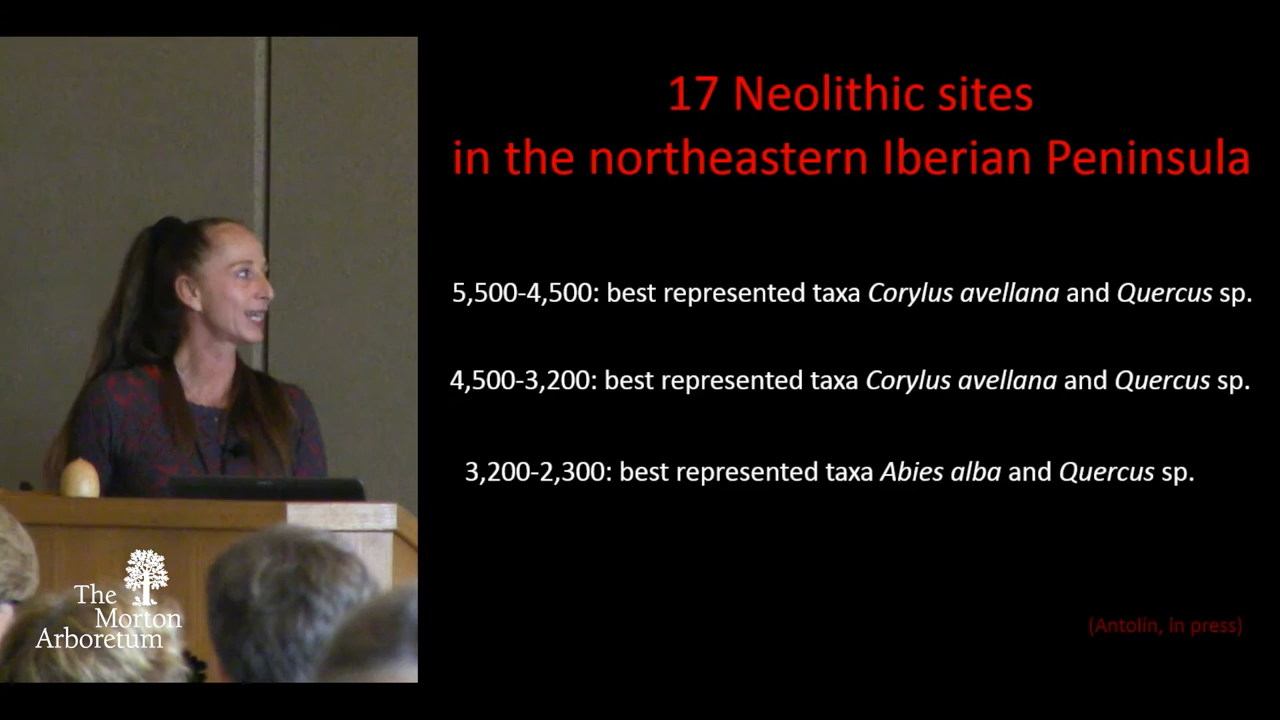 17 Neolithic sites
in the northeastern Iberian Peninsula
5,500-4,500: best represented taxa Corylus avellana and Quercus sp.
4,500-3,200: best represented taxa Corylus avellana and Quercus sp.
3,200-2,300: best represented taxa Abies alba and Quercus sp.
(Antolín, in press)
The
Morton
Arboretum